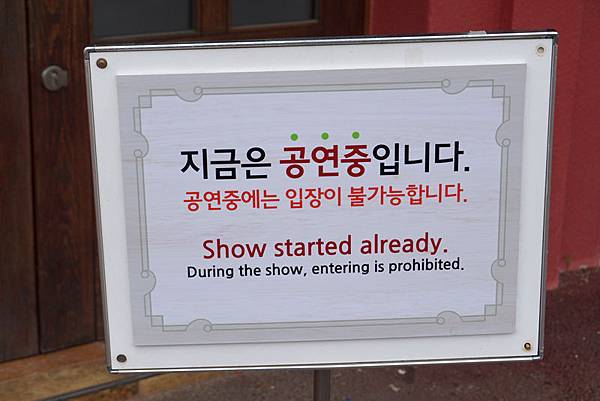 지금은 공연중입니다.
공연중에는 입장이 불가능합니다.
Show started already.
During the show, entering is prohibited.